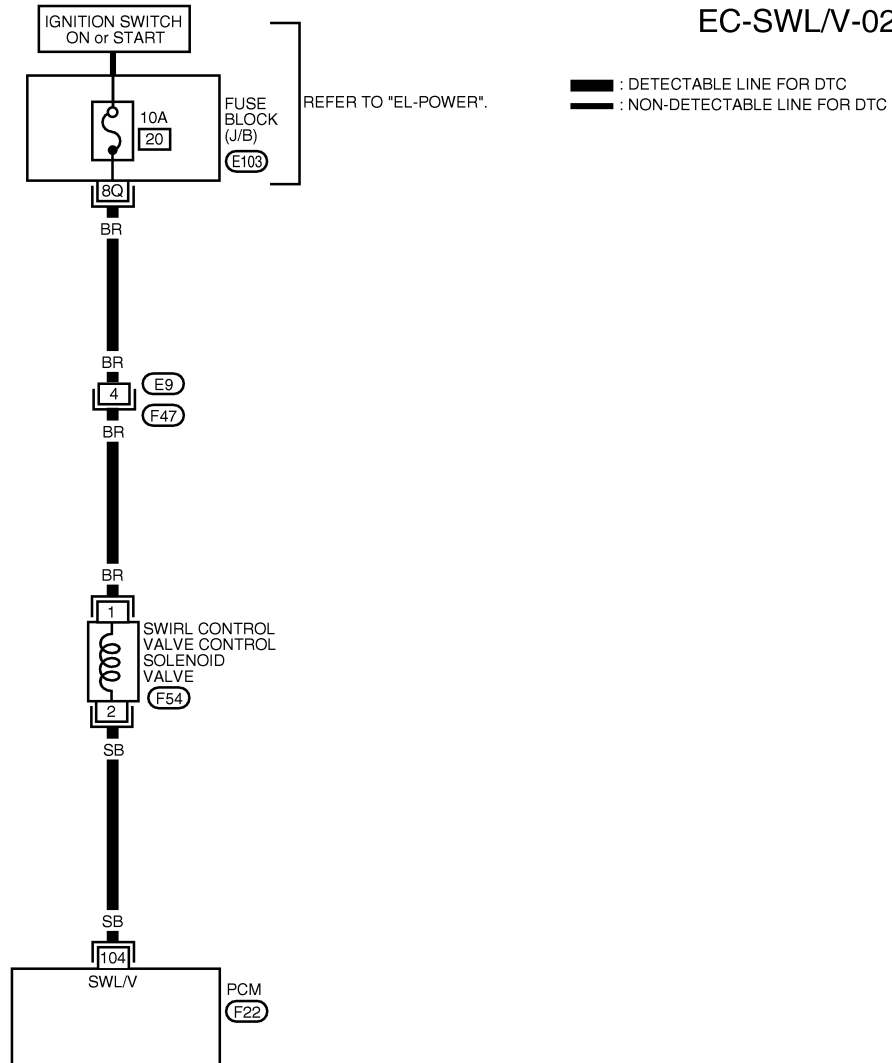 EC-SWL/V-02
IGNITION SWITCH
ON or START
: DETECTABLE LINE FOR DTC
: NON-DETECTABLE LINE FOR DTC
REFER TO "EL-POWER".
10A
20
FUSE
BLOCK
(J/B)
E103
8Q
BR
BR
4
E9
F47
BR
BR
1
SWIRL CONTROL
VALVE CONTROL
SOLENOID
VALVE
F54
2
SB
SB
104
SWL/V
PCM
F22